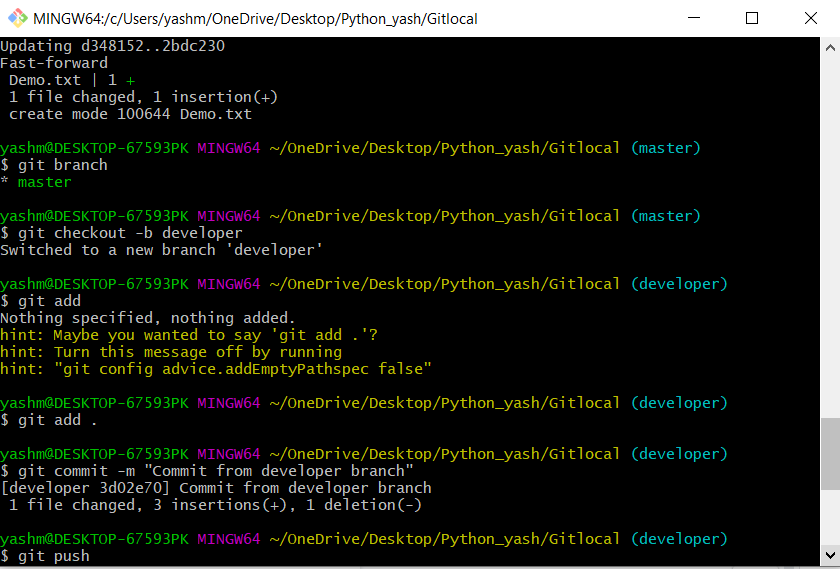 MINGW64:/c/Users/yashm/OneDrive/Desktop/Python_yash/Gitlocal
Updating d348152..2bdc230
Fast-forward
 Demo.txt | 1 +
 1 file changed, 1 insertion(+)
 create mode 100644 Demo.txt
yashm@DESKTOP-67593PK MINGW64 ~/OneDrive/Desktop/Python_yash/Gitlocal (master)
$ git branch
* master
yashm@DESKTOP-67593PK MINGW64 ~/OneDrive/Desktop/Python_yash/Gitlocal (master)
$ git checkout -b developer
Switched to a new branch 'developer'
yashm@DESKTOP-67593PK MINGW64 ~/OneDrive/Desktop/Python_yash/Gitlocal (developer)
$ git add
Nothing specified, nothing added.
hint: Maybe you wanted to say 'git add .'?
hint: Turn this message off by running
hint: "git config advice.addEmptyPathspec false"
yashm@DESKTOP-67593PK MINGW64 ~/OneDrive/Desktop/Python_yash/Gitlocal (developer)
$ git add .
yashm@DESKTOP-67593PK MINGW64 ~/OneDrive/Desktop/Python_yash/Gitlocal (developer)
$ git commit -m "Commit from developer branch"
[developer 3d02e70] Commit from developer branch
 1 file changed, 3 insertions(+), 1 deletion(-)
yashm@DESKTOP-67593PK MINGW64 ~/OneDrive/Desktop/Python_yash/Gitlocal (developer)
$ git push